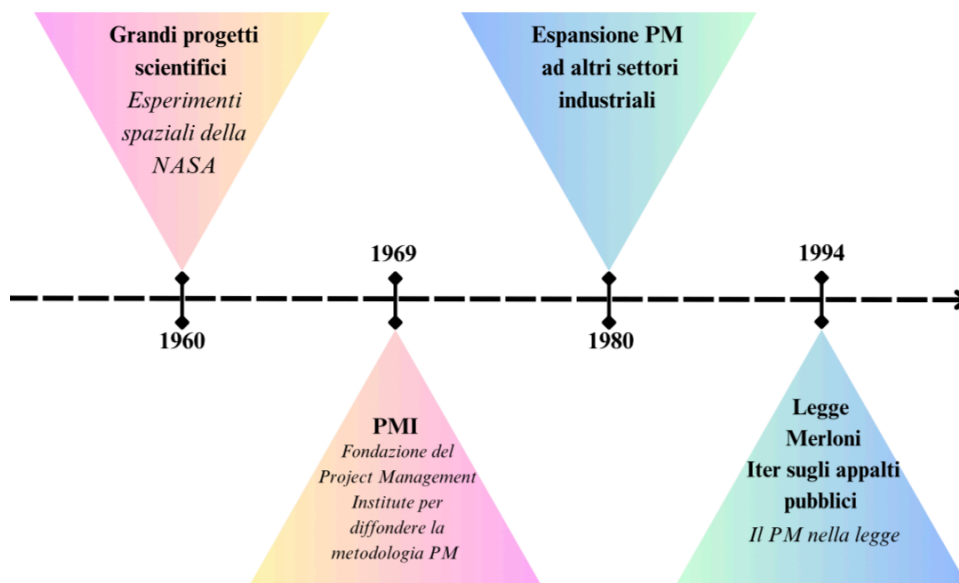 Grandi progetti
scientifici
Esperimenti
spaziali della
NASA
1960
1969
PMI
Fondazione del
Project Management
Institute per
diffondere la
metodologia PM
Espansione PM
ad altri settori
industriali
1980
1994
Legge
Merloni
Iter sugli appalti
pubblici
Il PM nella legge